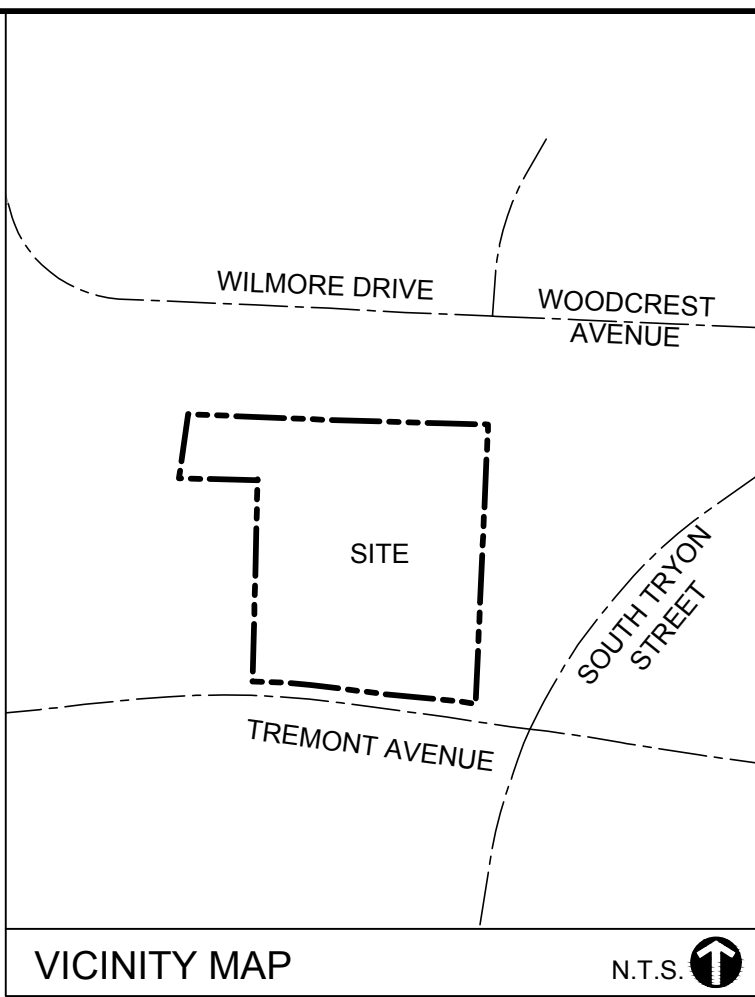 WILMORE DRIVE
WOODCREST
AVENUE
SITE
SOUTH TRYON
STREET
TREMONT AVENUE
VICINITY MAP
N.T.S.